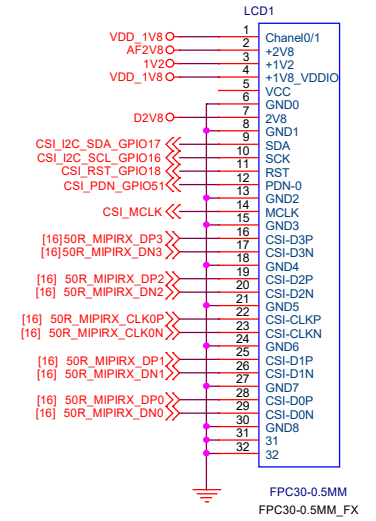 LCD1
VDD_1V8 1 Chanel0/1
AF2V8 2 +2V8
1V2 3 +1V2
VDD_1V8 4 +1V8_VDDIO
5 VCC
6 GND0
D2V8 7 2V8
8 GND1
CSI_I2C_SDA_GPIO17 9 SDA
CSI_I2C_SCL_GPIO16 10 SCK
CSI_RST_GPIO18 11 RST
CSI_PDN_GPIO51 12 PDN-0
13 GND2
CSI_MCLK 14 MCLK
15 GND3
[16]50R_MIPIRX_DP3 16 CSI-D3P
[16]50R_MIPIRX_DN3 17 CSI-D3N
18 GND4
[16] 50R_MIPIRX_DP2 19 CSI-D2P
[16] 50R_MIPIRX_DN2 20 CSI-D2N
21 GND5
[16] 50R_MIPIRX_CLK0P 22 CSI-CLKP
[16] 50R_MIPIRX_CLK0N 23 CSI-CLKN
24 GND6
[16] 50R_MIPIRX_DP1 25 CSI-D1P
[16] 50R_MIPIRX_DN1 26 CSI-D1N
27 GND7
[16] 50R_MIPIRX_DP0 28 CSI-D0P
[16] 50R_MIPIRX_DN0 29 CSI-D0N
30 GND8
31 31
32 32
FPC30-0.5MM
FPC30-0.5MM_FX